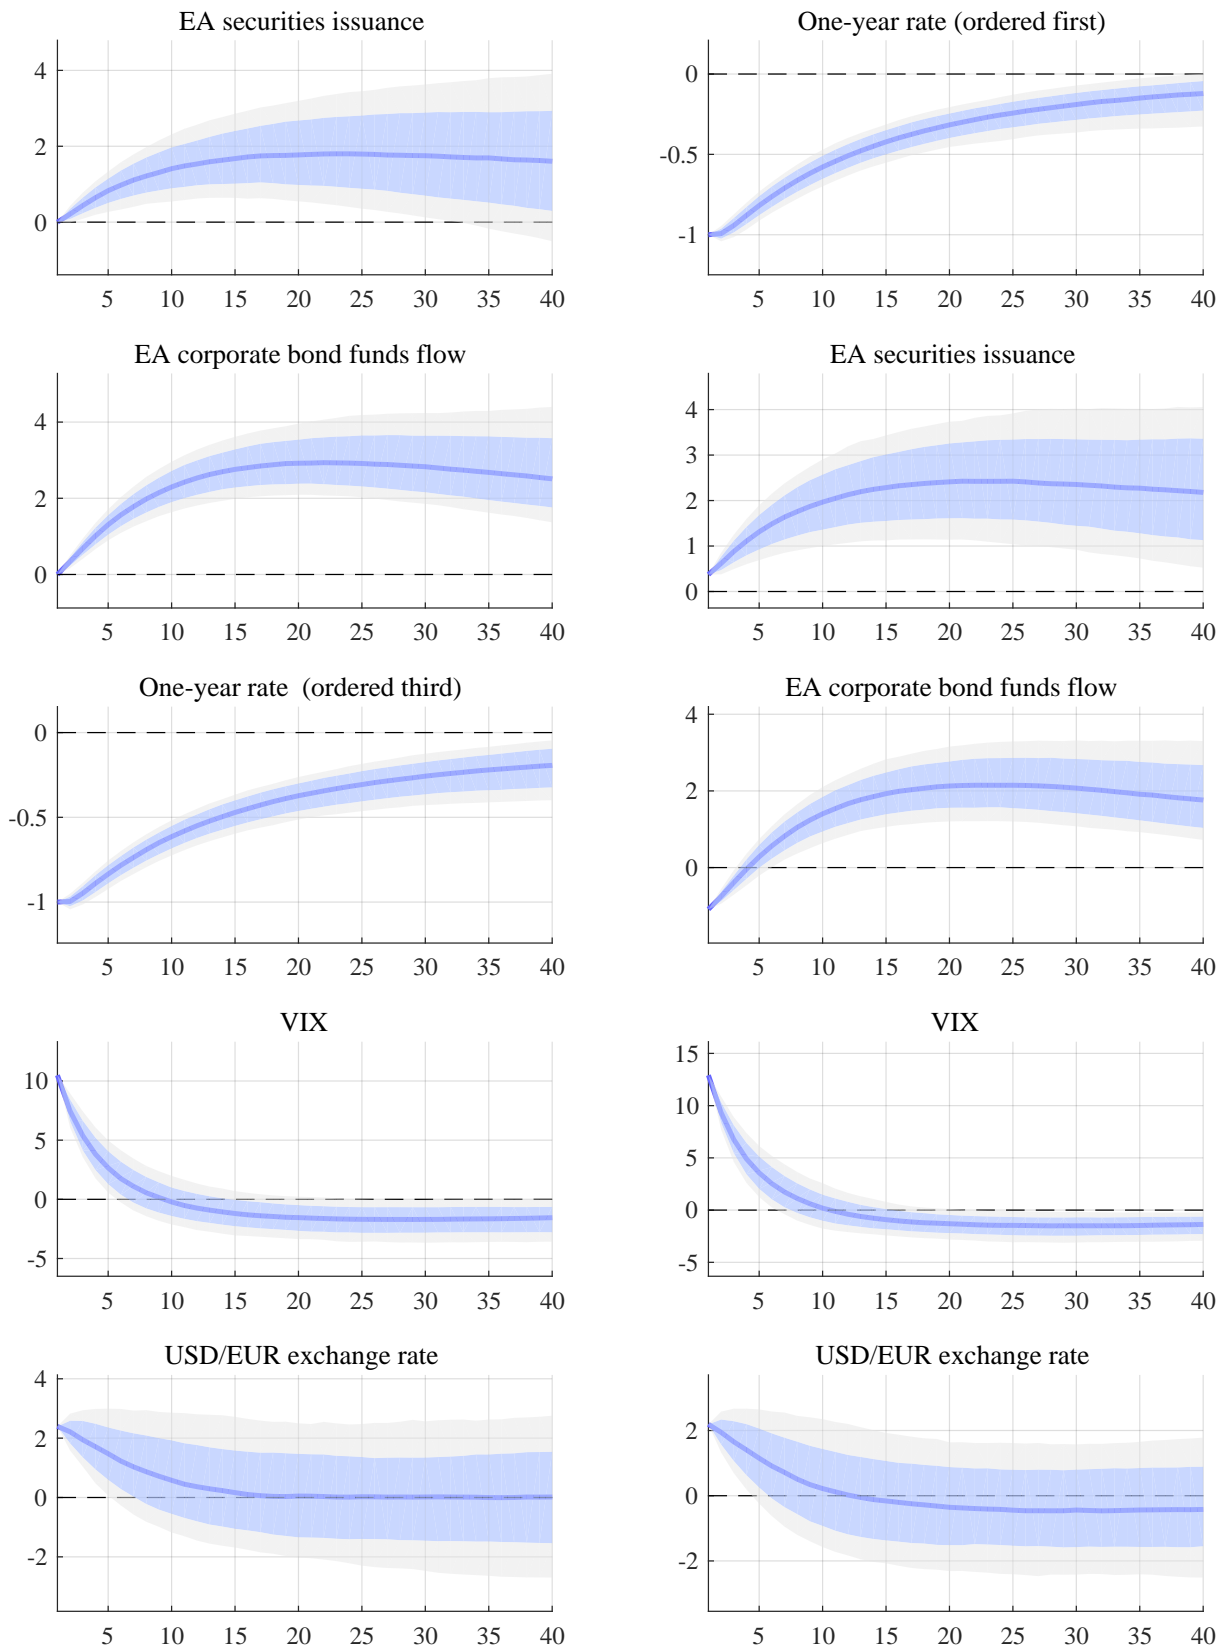 EA securities issuance
4
2
0
5 10 15 20 25 30 35 40
One-year rate (ordered first)
0
-0.5
-1
5 10 15 20 25 30 35 40
EA corporate bond funds flow
4
2
0
5 10 15 20 25 30 35 40
EA securities issuance
4
3
2
1
0
5 10 15 20 25 30 35 40
One-year rate (ordered third)
0
-0.5
-1
5 10 15 20 25 30 35 40
EA corporate bond funds flow
4
2
0
5 10 15 20 25 30 35 40
VIX
10
5
0
-5
5 10 15 20 25 30 35 40
VIX
15
10
5
0
-5
5 10 15 20 25 30 35 40
USD/EUR exchange rate
4
2
0
-2
5 10 15 20 25 30 35 40
USD/EUR exchange rate
2
0
-2
5 10 15 20 25 30 35 40